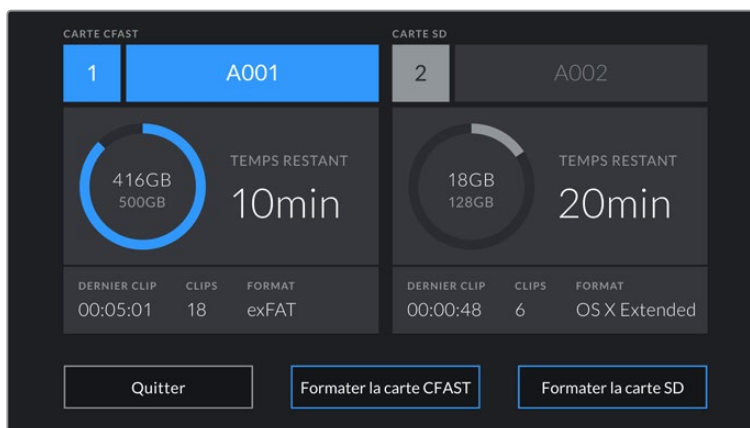 CARTE CFAST
1
A001
416GB
500GB
TEMPS RESTANT
10min
DERNIER CLIP
CLIPS
FORMAT
00:05:01
18
exFAT
CARTE SD
2
A002
18GB
128GB
TEMPS RESTANT
20min
DERNIER CLIP
CLIPS
FORMAT
00:00:48
6
OS X Extended
Quitter
Formater la carte CFAST
Formater la carte SD